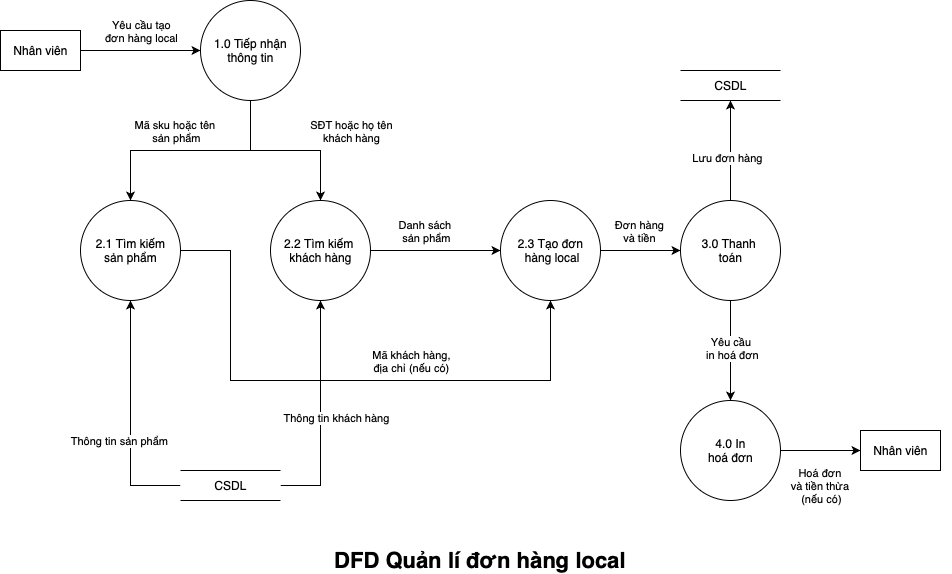 Yêu cầu tạo
đơn hàng local
Nhân viên
1.0 Tiếp nhận
thông tin
CSDL
Mã sku hoặc tên
sản phẩm
SĐT hoặc họ tên
khách hàng
Lưu đơn hàng
2.1 Tìm kiếm
sản phẩm
2.2 Tìm kiếm
khách hàng
Danh sách
sản phẩm
2.3 Tạo đơn
hàng local
Đơn hàng
và tiền
3.0 Thanh
toán
Yêu cầu
in hoá đơn
Mã khách hàng,
địa chỉ (nếu có)
Thông tin khách hàng
Thông tin sản phẩm
4.0 In
hoá đơn
Nhân viên
CSDL
Hoá đơn
và tiền thừa
(nếu có)
DFD Quản lí đơn hàng local